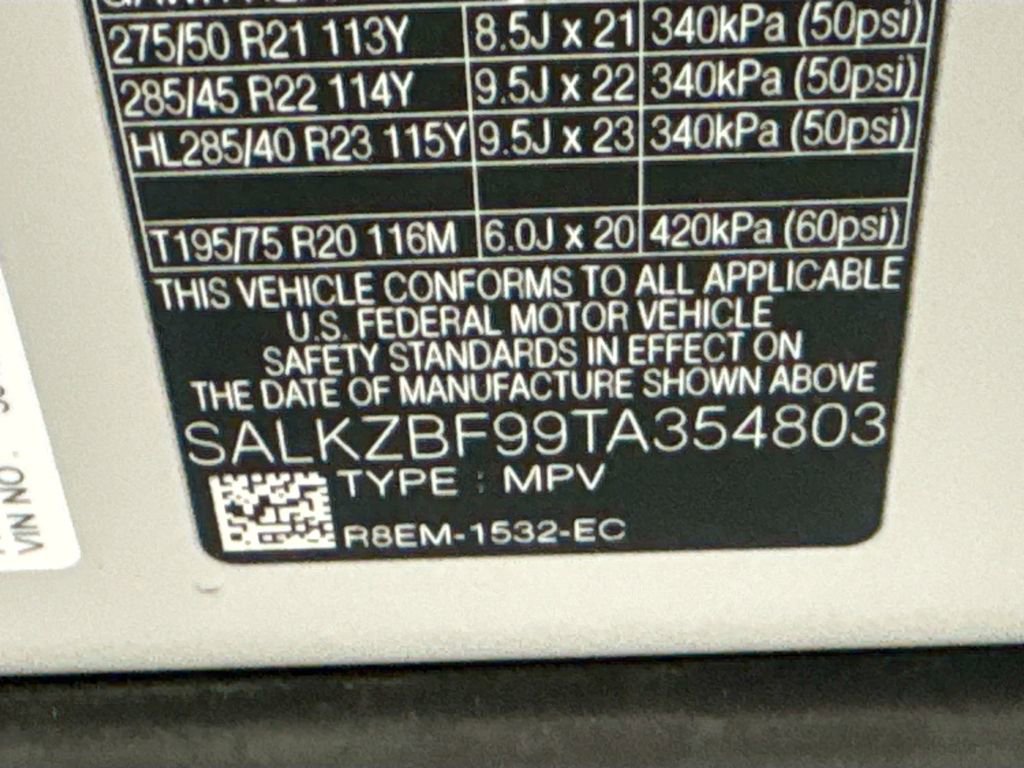 275/50 R21 113Y 8.5J x 21 340kPa (50psi)
285/45 R22 114Y 9.5J x 22 340kPa (50psi)
HL285/40 R23 115Y 9.5J x 23 340kPa (50psi)
T195/75 R20 116M 6.0J x 20 420kPa (60psi)
THIS VEHICLE CONFORMS TO ALL APPLICABLE
U.S. FEDERAL MOTOR VEHICLE
SAFETY STANDARDS IN EFFECT ON
THE DATE OF MANUFACTURE SHOWN ABOVE
SALKZBF99TA354803
TYPE : MPV
R8EM-1532-EC
VIN NO.